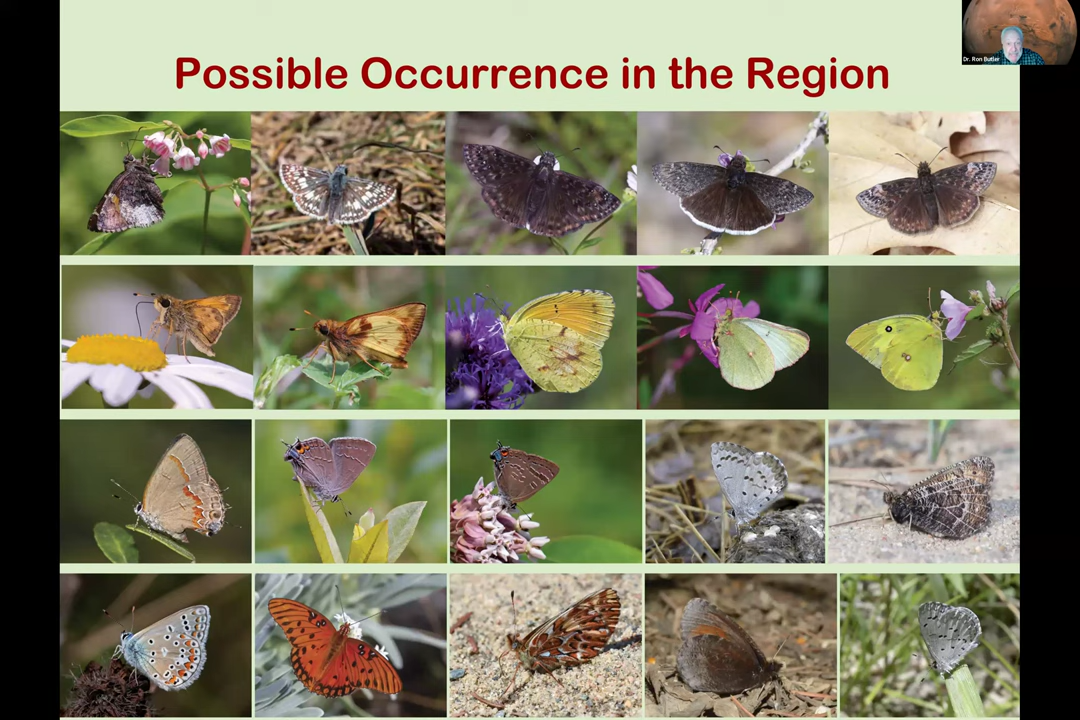 Possible Occurrence in the Region
Dr. Ron Butler